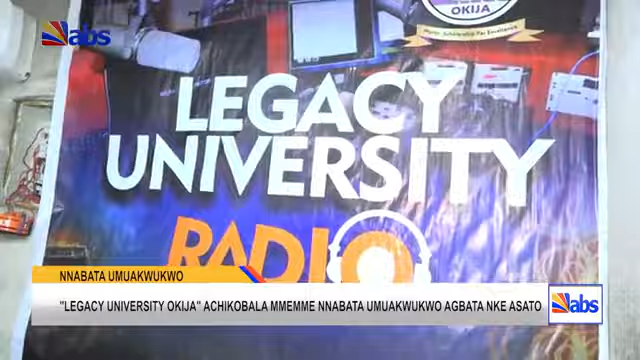 abs
OKIJA
LEGACY
UNIVERSITY
RADIO
NNABATA UMUAKWUKWO
"LEGACY UNIVERSITY OKIJA" ACHIKOBALA MMEMME NNABATA UMUAKWUKWO AGBATA NKE ASATO
abs